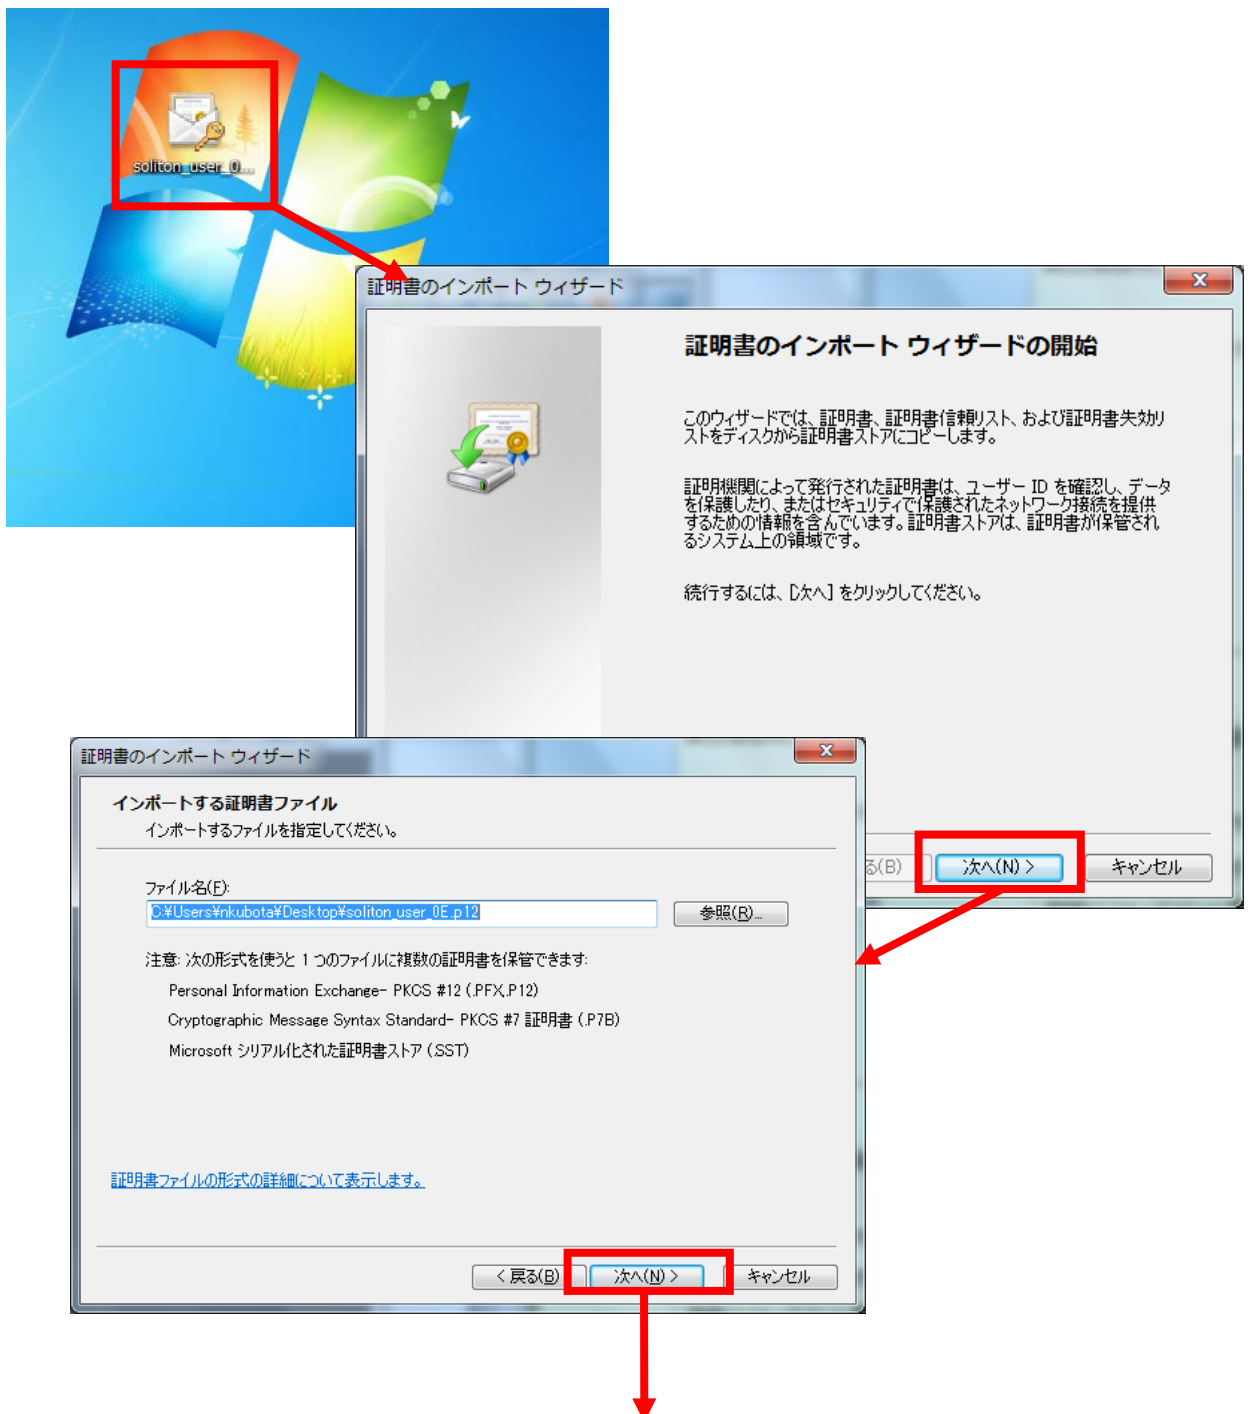 soliton_user_0...
証明書のインポート ウィザード
証明書のインポート ウィザードの開始
このウィザードでは、証明書、証明書信頼リスト、および証明書失効リ
ストをディスクから証明書ストアにコピーします。
証明機関によって発行された証明書は、ユーザー ID を確認し、データ
を保護したり、またはセキュリティで保護されたネットワーク接続を提供
するための情報を含んでいます。証明書ストアは、証明書が保管され
るシステム上の領域です。
続行するには、[次へ] をクリックしてください。
る(B)
次へ(N) >
キャンセル
証明書のインポート ウィザード
インポートする証明書ファイル
インポートするファイルを指定してください。
ファイル名(F):
C:¥Users¥nkubota¥Desktop¥soliton_user_0E.p12
参照(R)...
注意: 次の形式を使うと 1 つのファイルに複数の証明書を保管できます:
Personal Information Exchange- PKCS #12 (.PFX,.P12)
Cryptographic Message Syntax Standard- PKCS #7 証明書 (.P7B)
Microsoft シリアル化された証明書ストア (.SST)
証明書ファイルの形式の詳細について表示します。
< 戻る(B)
次へ(N) >
キャンセル